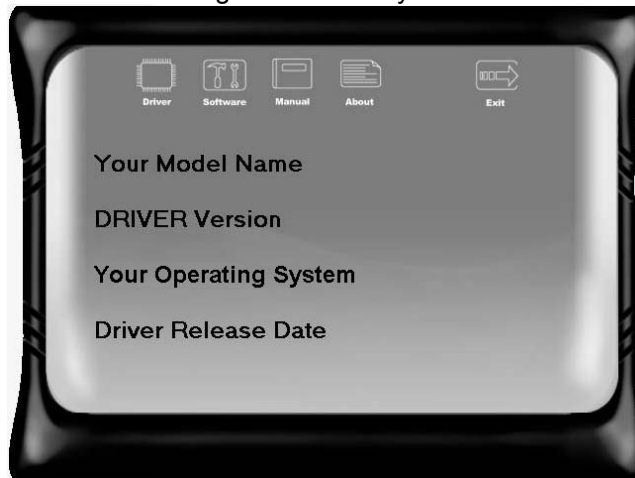 Driver Software Manual About Exit
Your Model Name
DRIVER Version
Your Operating System
Driver Release Date